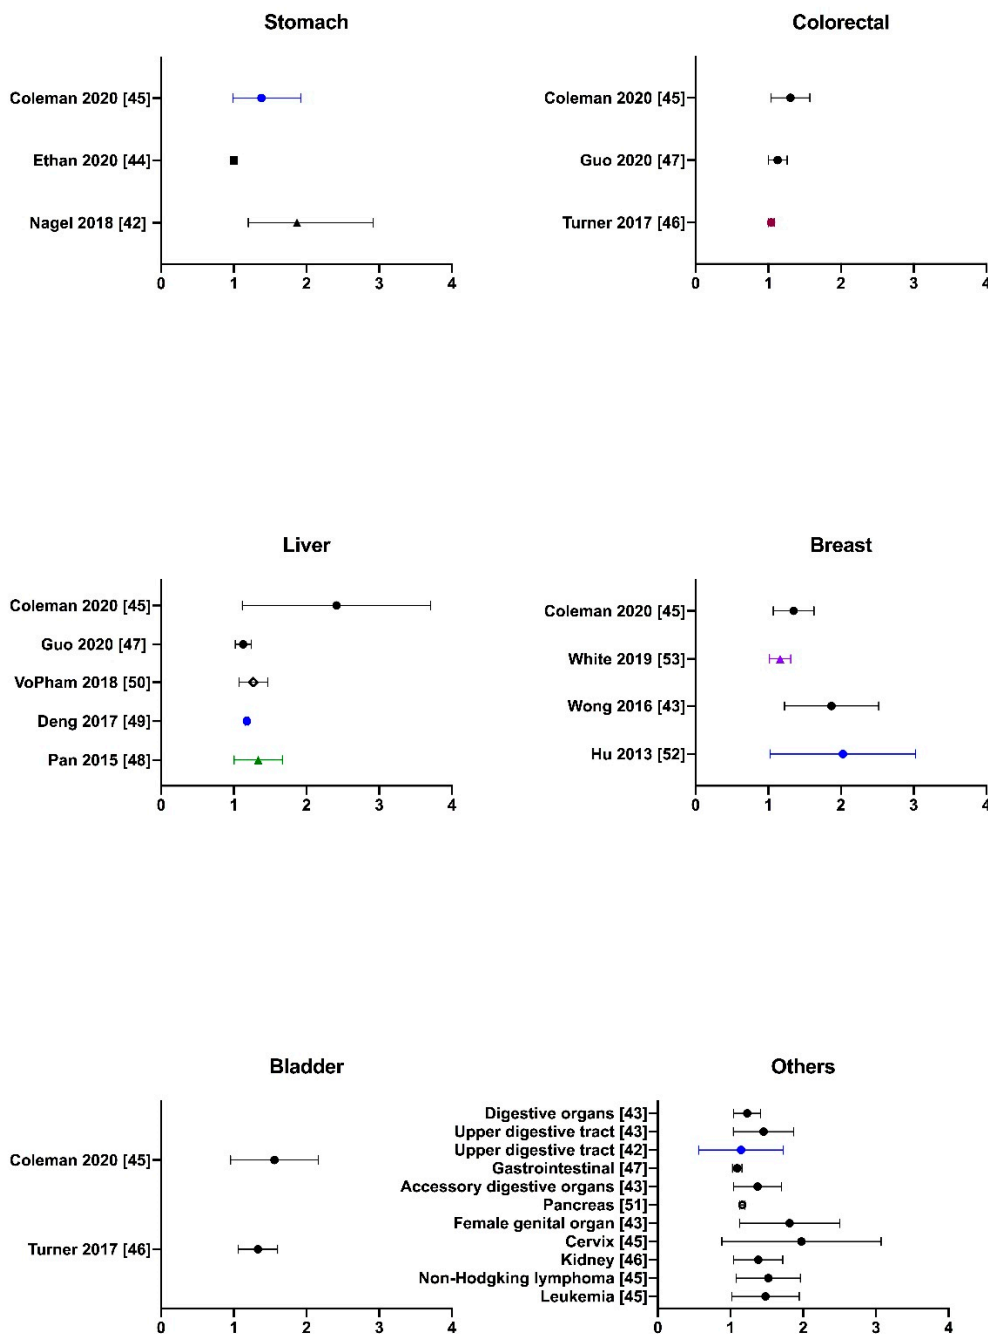 Stomach
Coleman 2020 [45]
Ethan 2020 [44]
Nagel 2018 [42]
0 1 2 3 4
Colorectal
Coleman 2020 [45]
Guo 2020 [47]
Turner 2017 [46]
0 1 2 3 4
Liver
Coleman 2020 [45]
Guo 2020 [47]
VoPham 2018 [50]
Deng 2017 [49]
Pan 2015 [48]
0 1 2 3 4
Breast
Coleman 2020 [45]
White 2019 [53]
Wong 2016 [43]
Hu 2013 [52]
0 1 2 3 4
Bladder
Coleman 2020 [45]
Turner 2017 [46]
0 1 2 3 4
Others
Digestive organs [43]
Upper digestive tract [43]
Upper digestive tract [42]
Gastrointestinal [47]
Accessory digestive organs [43]
Pancreas [51]
Female genital organ [43]
Cervix [45]
Kidney [46]
Non-Hodgking lymphoma [45]
Leukemia [45]
0 1 2 3 4